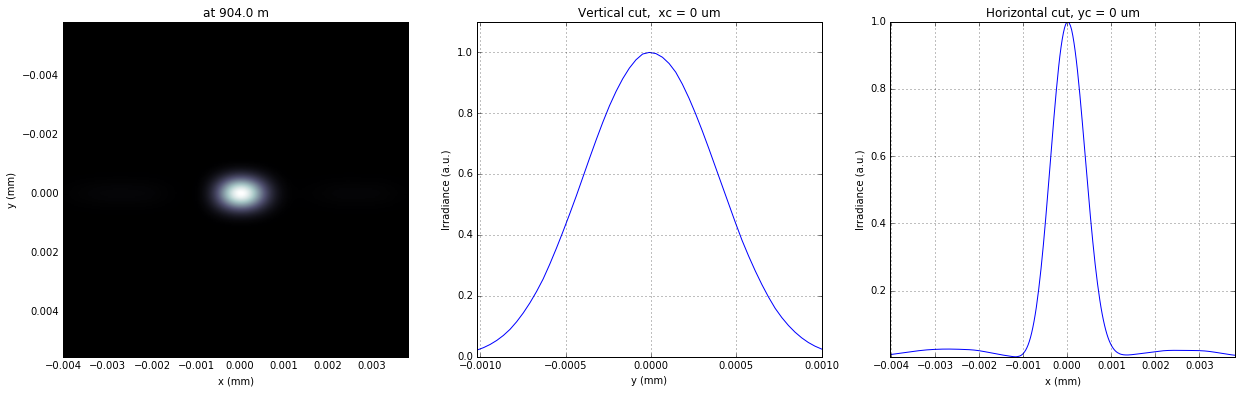 at 904.0 m
−0.004
−0.002
0.000
0.002
0.004
y (mm)
−0.004 −0.003 −0.002 −0.001 0.000 0.001 0.002 0.003
x (mm)
Vertical cut, xc = 0 um
1.0
0.8
0.6
0.4
0.2
0.0
Irradiance (a.u.)
−0.0010 −0.0005 0.0000 0.0005 0.0010
y (mm)
Horizontal cut, yc = 0 um
1.0
0.8
0.6
0.4
0.2
Irradiance (a.u.)
−0.004 −0.003 −0.002 −0.001 0.000 0.001 0.002 0.003
x (mm)